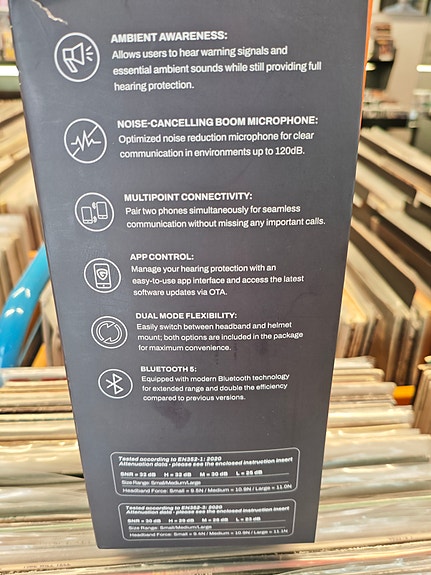 AMBIENT AWARENESS:
Allows users to hear warning signals and
essential ambient sounds while still providing full
hearing protection.
NOISE-CANCELLING BOOM MICROPHONE:
Optimized noise reduction microphone for clear
communication in environments up to 120dB.
MULTIPOINT CONNECTIVITY:
Pair two phones simultaneously for seamless
communication without missing any important calls.
APP CONTROL:
Manage your hearing protection with an
easy-to-use app interface and access the latest
software updates via OTA.
DUAL MODE FLEXIBILITY:
Easily switch between headband and helmet
mount; both options are included in the package
for maximum convenience.
BLUETOOTH 5:
Equipped with modern Bluetooth technology
for extended range and double the efficiency
compared to previous versions.
Tested according to EN352-1: 2020
Attenuation data - please see the enclosed instruction insert
SNR = 32 dB H = 32 dB M = 30 dB L = 25 dB
Size Range: Small/Medium/Large
Headband Force: Small = 9.5N / Medium = 10.9N / Large = 11.0N
Tested according to EN352-3: 2020
Attenuation data - please see the enclosed instruction insert
SNR = 30 dB H = 32 dB M = 28 dB L = 23 dB
Size Range: Small/Medium/Large
Headband Force: Small = 9.6N / Medium = 10.9N / Large = 11.1N